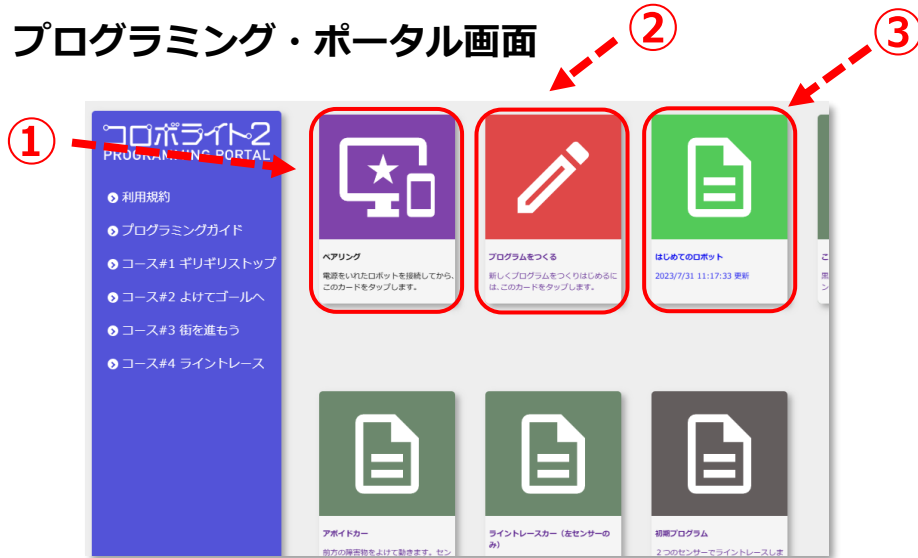 プログラミング・ポータル画面
②
③
①
コロボライト2
PROGRAMMING PORTAL
利用規約
プログラミングガイド
コース#1 ギリギリストップ
コース#2 よけてゴールへ
コース#3 街を進もう
コース#4 ライントレース
ペアリング
電源をいれたロボットを接続してから、
このカードをタップします。
プログラムをつくる
新しくプログラムをつくりはじめるに
は、このカードをタップします。
はじめてのロボット
2023/7/31 11:17:33 更新
こ
黒
ン
アボイドカー
前方の障害物をよけて動きます。セン
ライントレースカー（左センサーの
み）
初期プログラム
２つのセンサーでライントレースしま